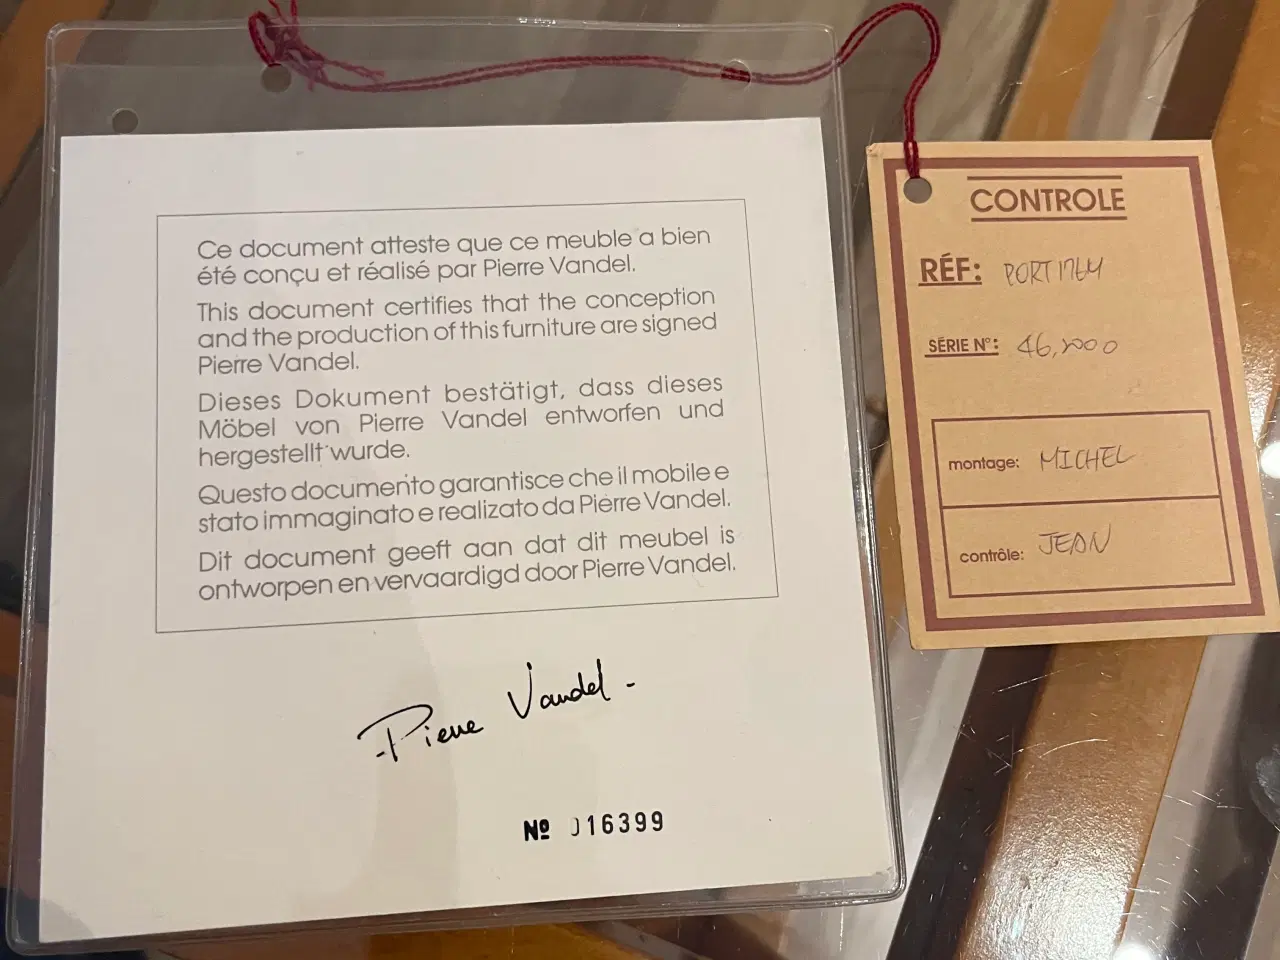 Ce document atteste que ce meuble a bien
été conçu et réalisé par Pierre Vandel.
This document certifies that the conception
and the production of this furniture are signed
Pierre Vandel.
Dieses Dokument bestätigt, dass dieses
Möbel von Pierre Vandel entworfen und
hergestellt wurde.
Questo documento garantisce che il mobile e
stato immaginato e realizzato da Pierre Vandel.
Dit document geeft aan dat dit meubel is
ontworpen en vervaardigd door Pierre Vandel.
Pierre Vandel
Nº 016399
CONTROLE
RÉF:
SÉRIE N°:
montage: MICHEL
contrôle: JEAN